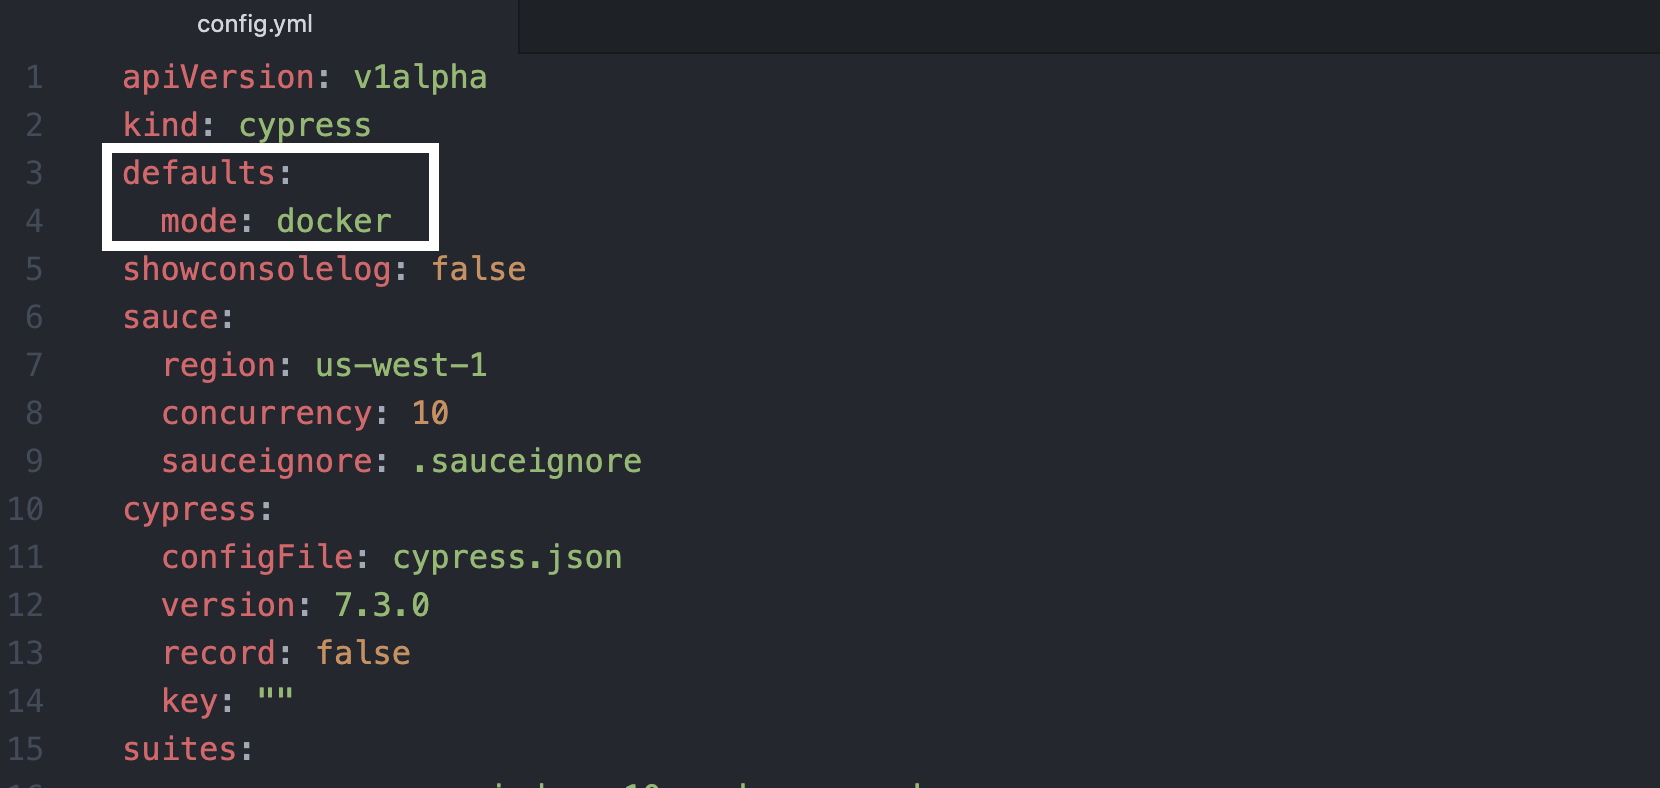 config.yml
1 apiVersion: v1alpha
2 kind: cypress
3 defaults:
4   mode: docker
5 showconsolelog: false
6 sauce:
7   region: us-west-1
8   concurrency: 10
9   sauceignore: .sauceignore
10 cypress:
11   configFile: cypress.json
12   version: 7.3.0
13   record: false
14   key: ""
15 suites: